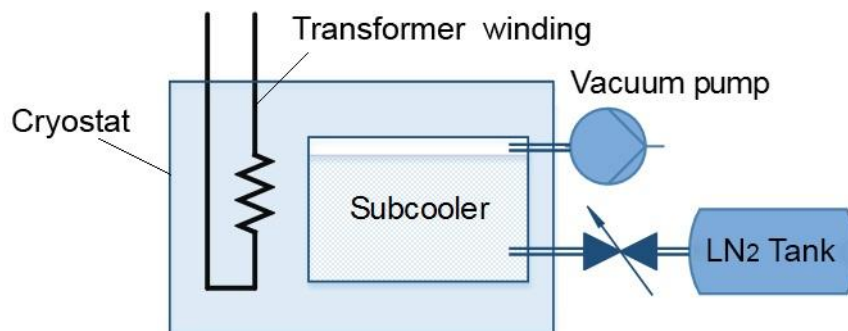 Transformer winding
Vacuum pump
Cryostat
Subcooler
LN2 Tank